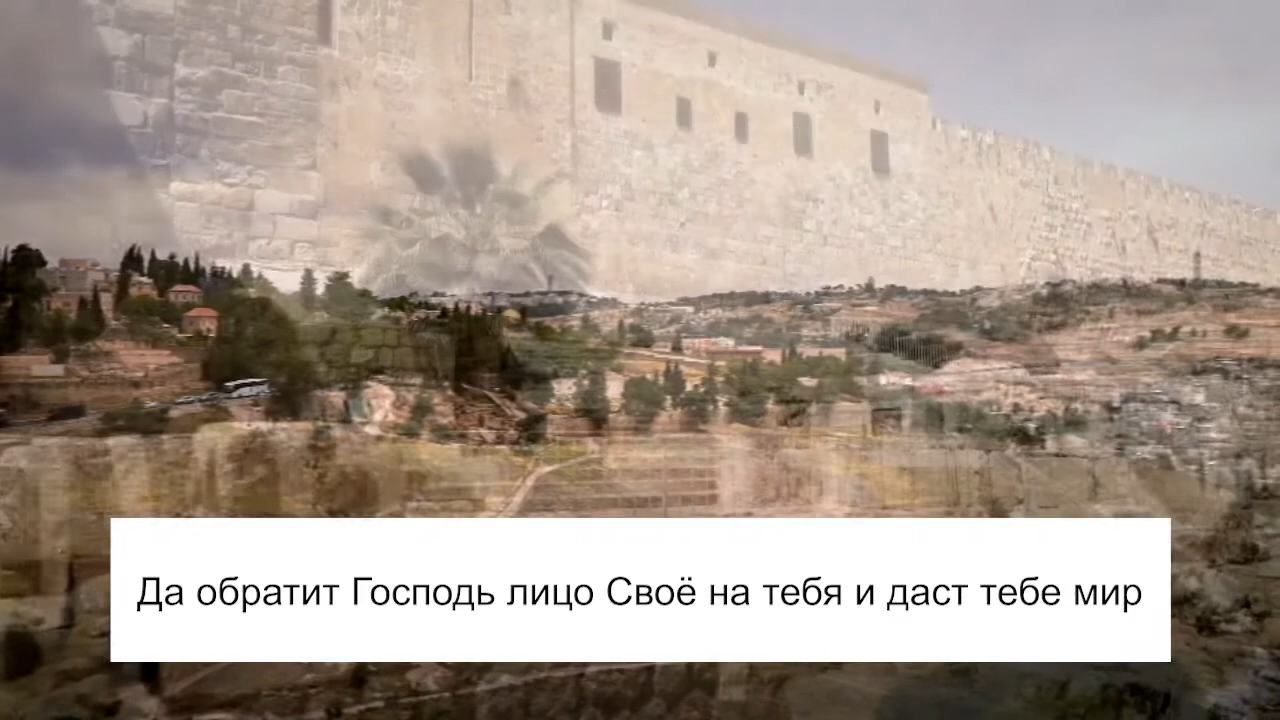 Да обратит Господь лицо Своё на тебя и даст тебе мир